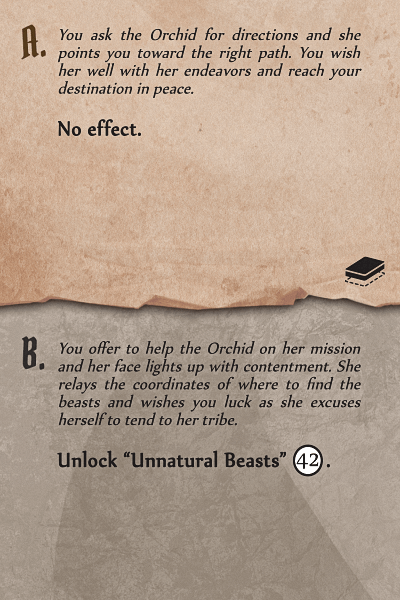 A. You ask the Orchid for directions and she
points you toward the right path. You wish
her well with her endeavors and reach your
destination in peace.
No effect.
B. You offer to help the Orchid on her mission
and her face lights up with contentment. She
relays the coordinates of where to find the
beasts and wishes you luck as she excuses
herself to tend to her tribe.
Unlock “Unnatural Beasts” 42.